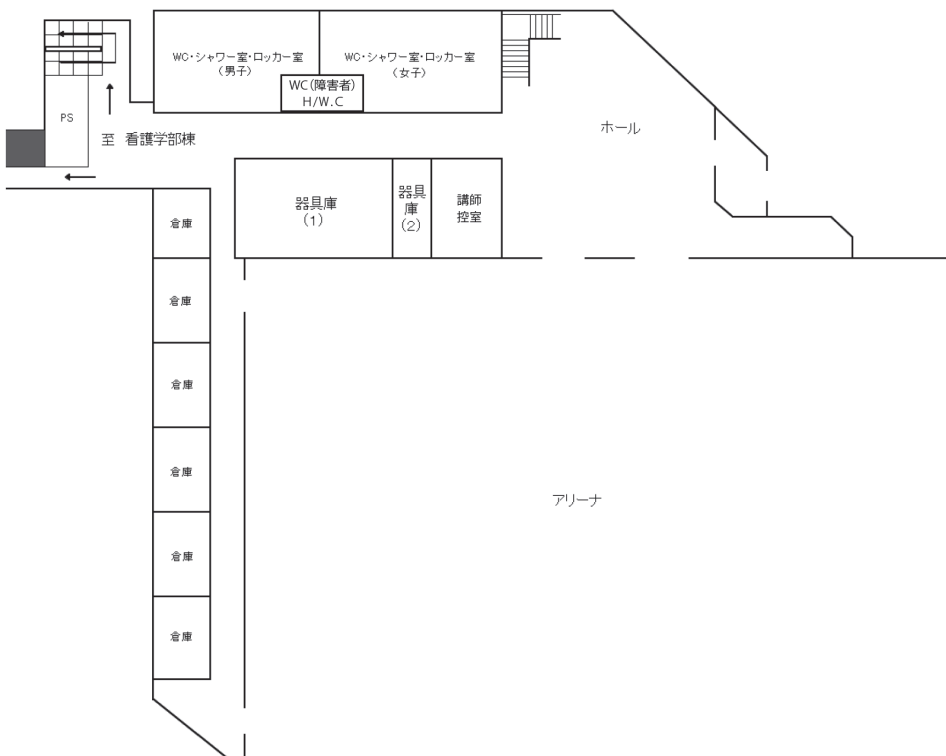 WC・シャワー室・ロッカー室
（男子）
WC・シャワー室・ロッカー室
（女子）
WC(障害者)
H/W.C
PS
至 看護学部棟
ホール
器具庫
(1)
器具
庫
(2)
講師
控室
倉庫
倉庫
倉庫
倉庫
倉庫
倉庫
アリーナ